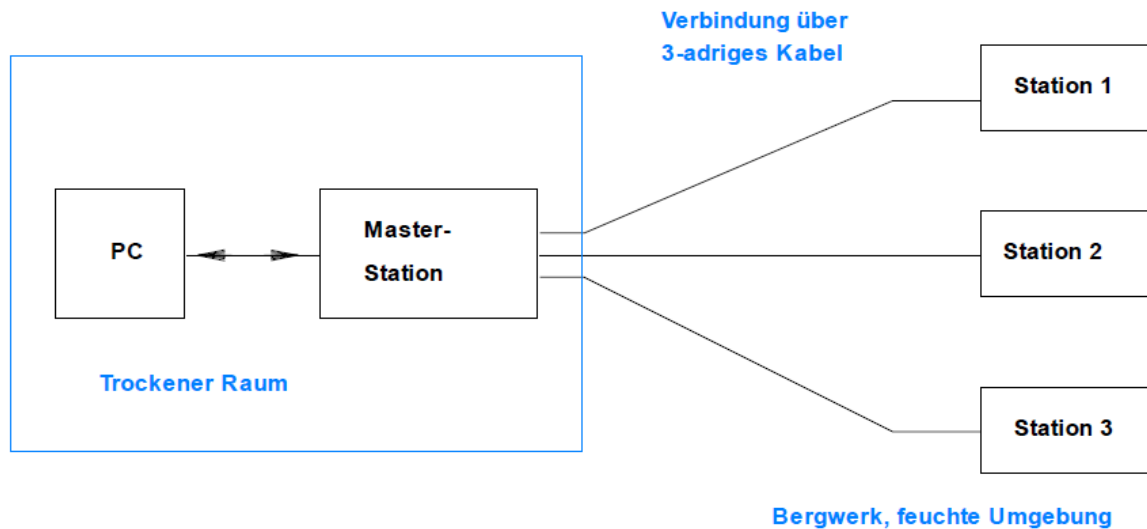 Verbindung über
3-adriges Kabel
Station 1
Master-
Station
PC
Station 2
Trockener Raum
Station 3
Bergwerk, feuchte Umgebung